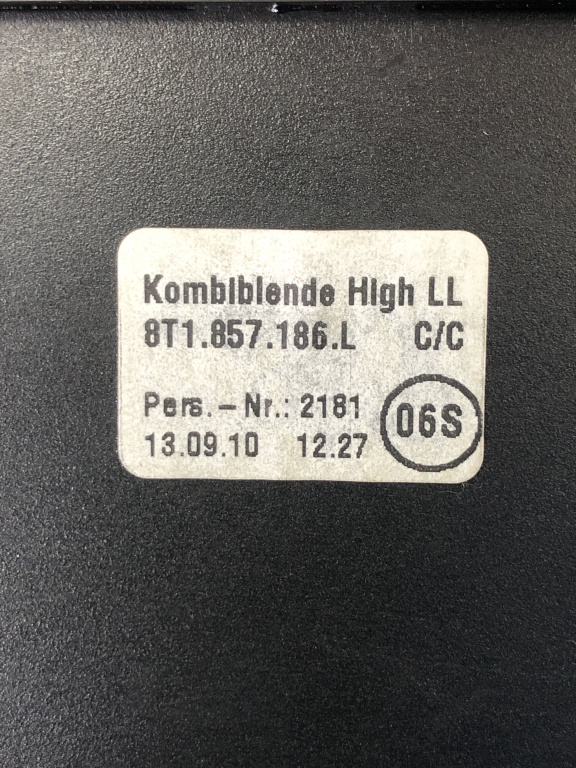 Kombiblende High LL
8T1.857.186.L C/C
Pers.-Nr.: 2181
13.09.10 12.27
06S